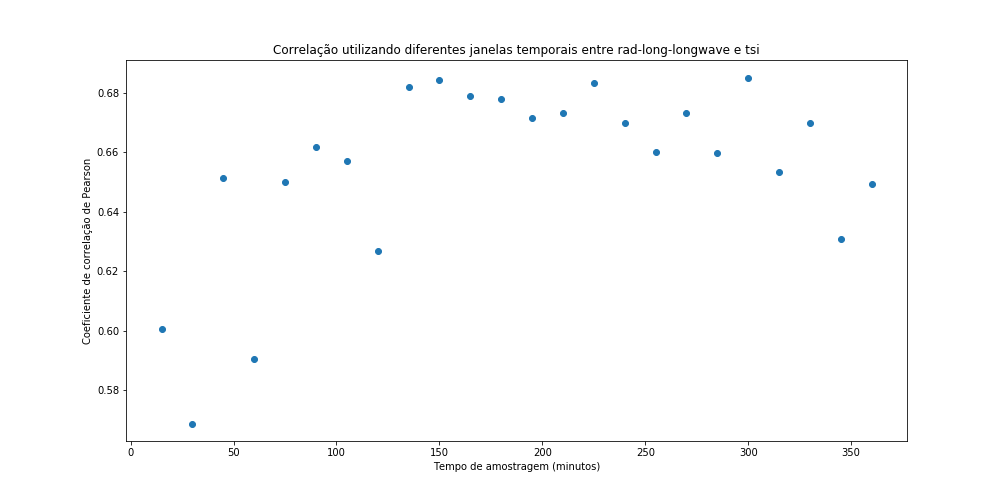 Correlação utilizando diferentes janelas temporais entre rad-long-longwave e tsi
0.68
0.66
0.64
0.62
0.60
0.58
Coeficiente de correlação de Pearson
0 50 100 150 200 250 300 350
Tempo de amostragem (minutos)